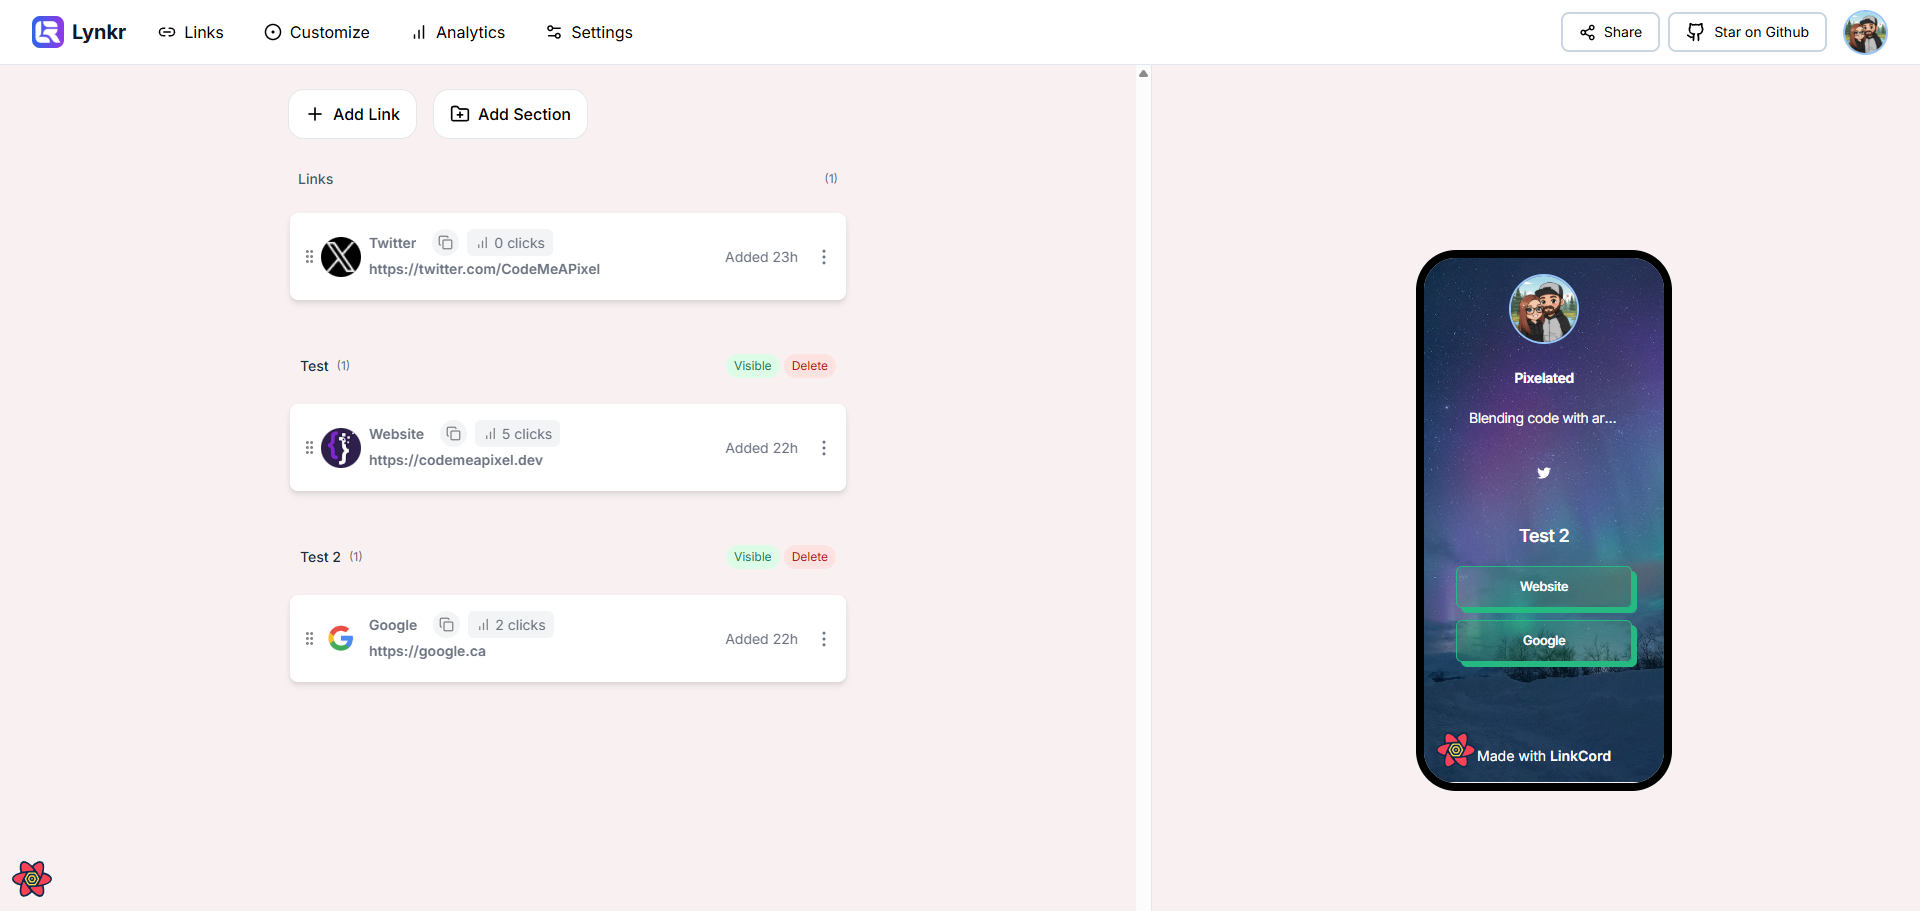 Lynkr
Links
Customize
Analytics
Settings
Share
Star on Github
Add Link
Add Section
Links
(1)
Twitter
0 clicks
https://twitter.com/CodeMeAPixel
Added 23h
Test (1)
Visible
Delete
Website
5 clicks
https://codemeapixel.dev
Added 22h
Test 2 (1)
Visible
Delete
Google
2 clicks
https://google.ca
Added 22h
Pixelated
Blending code with ar...
Test 2
Website
Google
Made with LinkCord